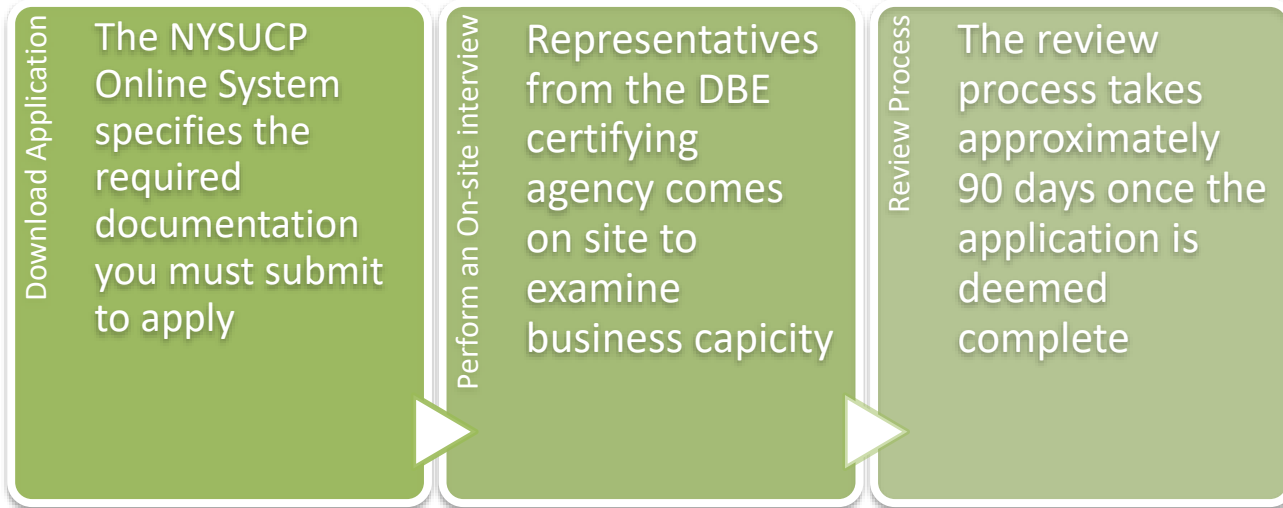 Download Application
The NYSUCP
Online System
specifies the
required
documentation
you must submit
to apply
Perform an On-site interview
Representatives
from the DBE
certifying
agency comes
on site to
examine
business capicity
Review Process
The review
process takes
approximately
90 days once the
application is
deemed
complete